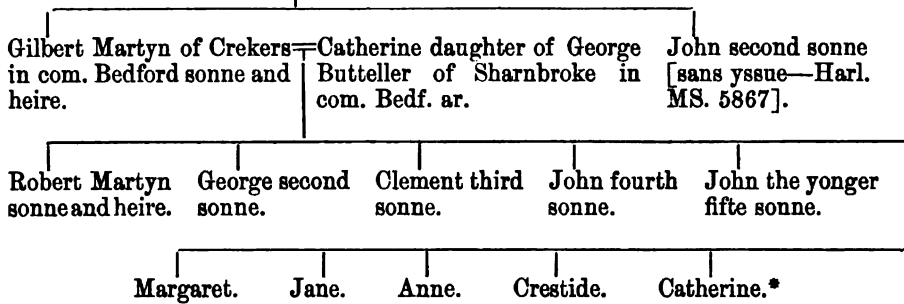 Gilbert Martyn of Crekers=Catherine daughter of George John second sonne
in com. Bedford sonne and Butteller of Sharnbroke in [sans yssue—Harl.
heire. com. Bedf. ar. MS. 5867].
Robert Martyn George second Clement third John fourth John the yonger
sonne and heire. sonne. sonne. sonne. fifte sonne.
Margaret. Jane. Anne. Crestide. Catherine.*